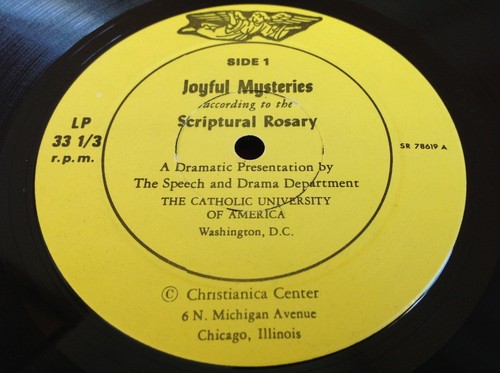 SIDE 1
Joyful Mysteries
according to the
Scriptural Rosary
LP
33 1/3
r.p.m.
SR 78619 A
A Dramatic Presentation by
The Speech and Drama Department
THE CATHOLIC UNIVERSITY
OF AMERICA
Washington, D.C.
© Christianica Center
6 N. Michigan Avenue
Chicago, Illinois